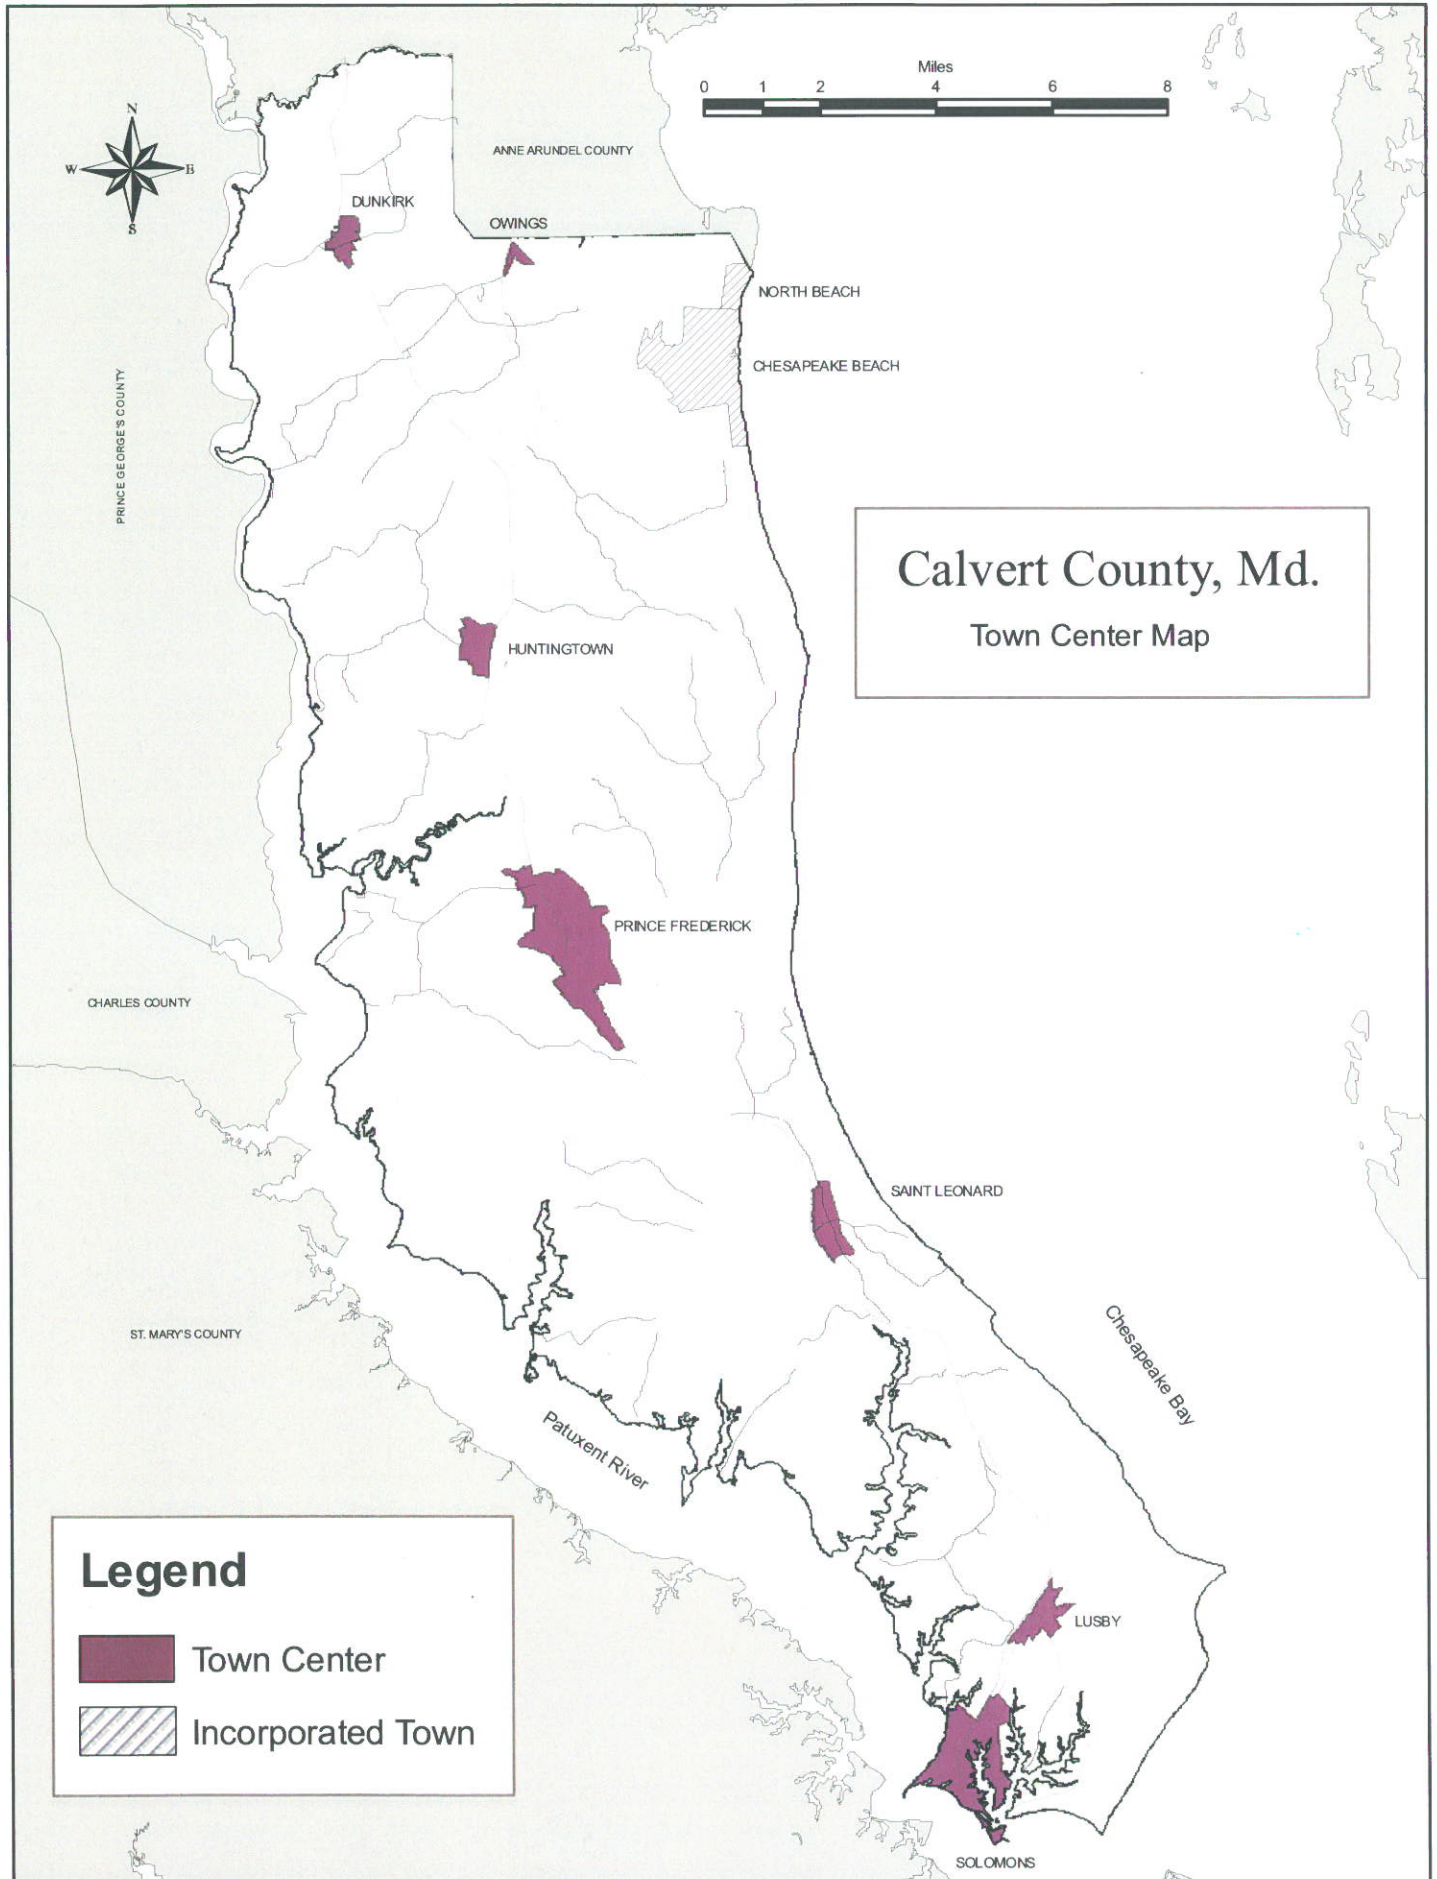 Miles
0 1 2 4 6 8
N
W E
S
ANNE ARUNDEL COUNTY
DUNKIRK
OWINGS
NORTH BEACH
CHESAPEAKE BEACH
PRINCE GEORGE'S COUNTY
Calvert County, Md.
Town Center Map
HUNTINGTOWN
PRINCE FREDERICK
CHARLES COUNTY
SAINT LEONARD
ST. MARY'S COUNTY
Chesapeake Bay
Patuxent River
Legend
Town Center
Incorporated Town
LUSBY
SOLOMONS